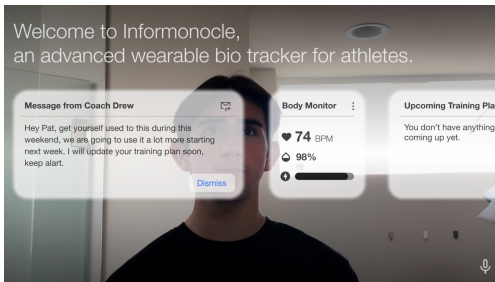 Welcome to Informonocle,
an advanced wearable bio tracker for athletes.
Message from Coach Drew
Hey Pat, get yourself used to this during this
weekend, we are going to use it a lot more starting
next week. I will update your training plan soon,
keep alart.
Dismiss
Body Monitor
74 BPM
98%
Upcoming Training Pla
You don't have anything
coming up yet.